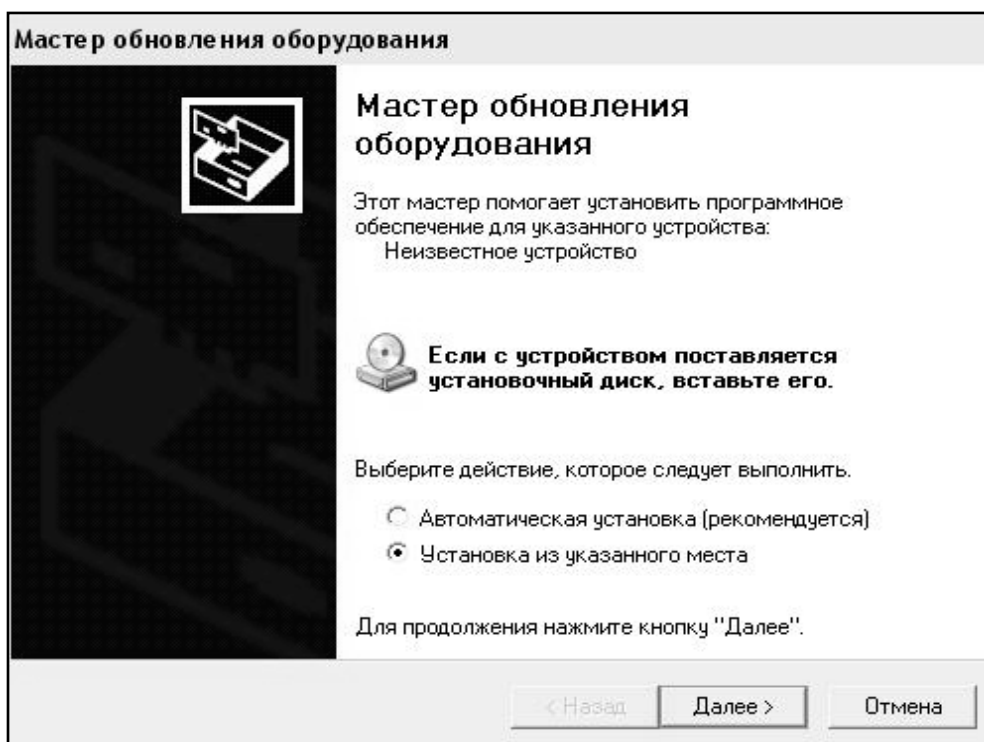 Мастер обновления оборудования
Мастер обновления
оборудования
Этот мастер помогает установить программное
обеспечение для указанного устройства:
Неизвестное устройство
Если с устройством поставляется
установочный диск, вставьте его.
Выберите действие, которое следует выполнить.
Автоматическая установка (рекомендуется)
Установка из указанного места
Для продолжения нажмите кнопку "Далее".
< Назад
Далее >
Отмена